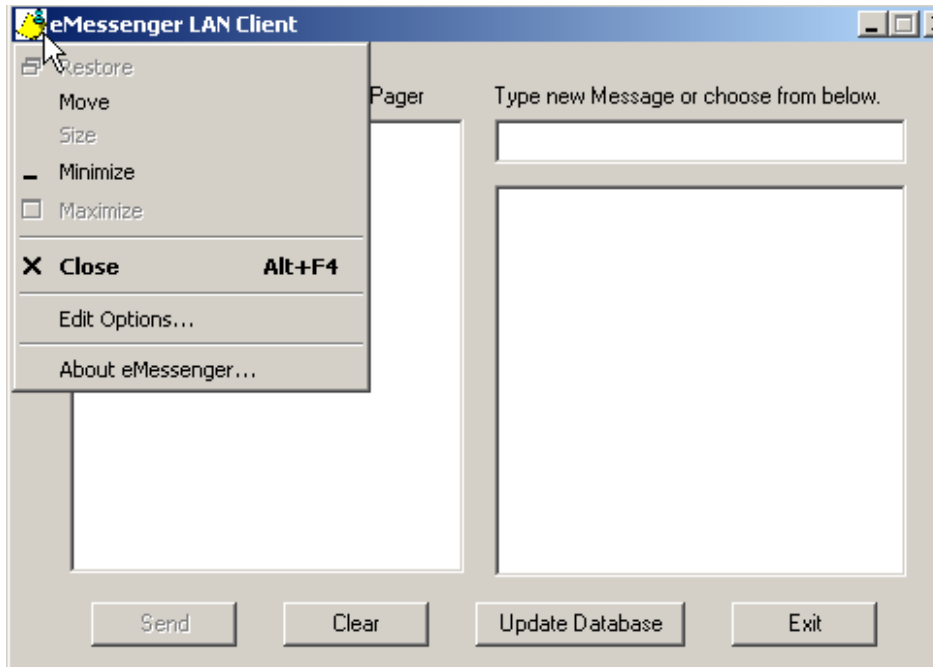 eMessenger LAN Client
Restore
Move
Size
Minimize
Maximize
Close Alt+F4
Edit Options...
About eMessenger...
Pager
Type new Message or choose from below.
Send
Clear
Update Database
Exit